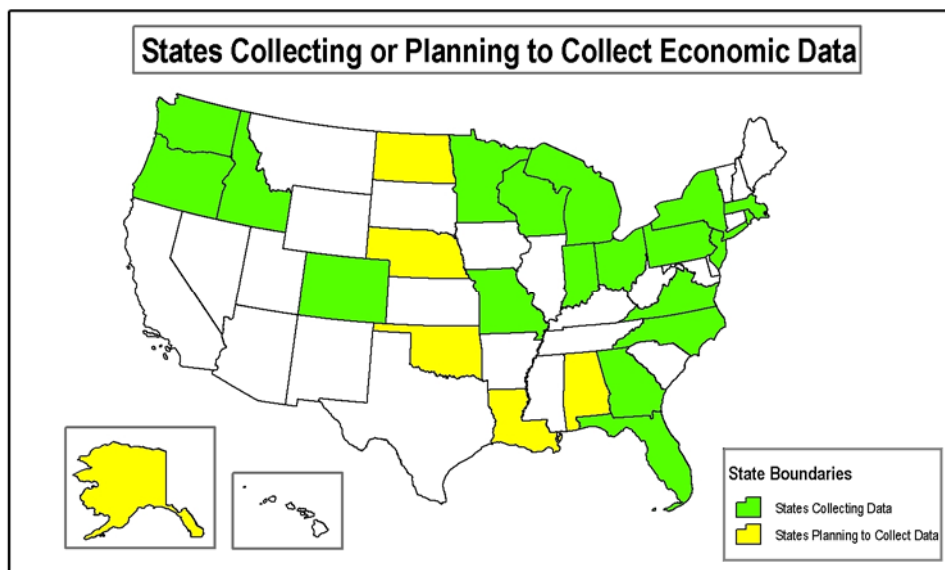 States Collecting or Planning to Collect Economic Data
State Boundaries
States Collecting Data
States Planning to Collect Data